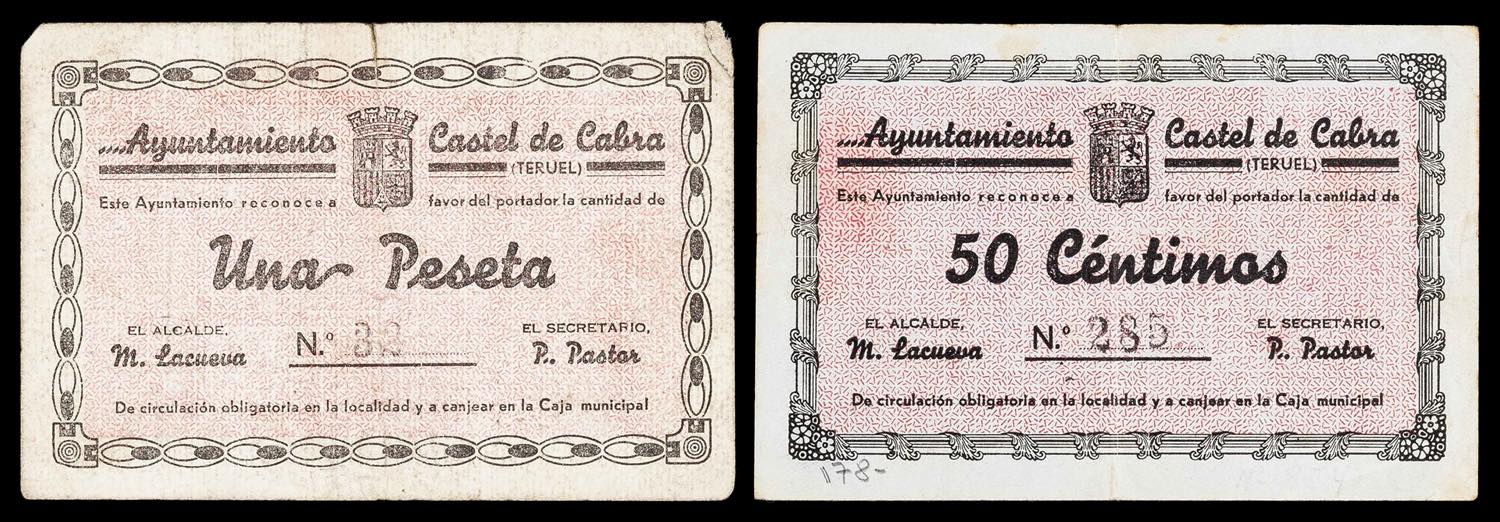 ....Ayuntamiento Castel de Cabra
(TERUEL)
Este Ayuntamiento reconoce a favor del portador la cantidad de
Una Peseta
EL ALCALDE, EL SECRETARIO,
M. Lacueva N.º P.. Pastor
De circulación obligatoria en la localidad y a canjear en la Caja municipal
....Ayuntamiento Castel de Cabra
(TERUEL)
Este Ayuntamiento reconoce a favor del portador la cantidad de
50 Céntimos
EL ALCALDE, EL SECRETARIO,
M. Lacueva N.º 285 P.. Pastor
De circulación obligatoria en la localidad y a canjear en la Caja municipal
178-